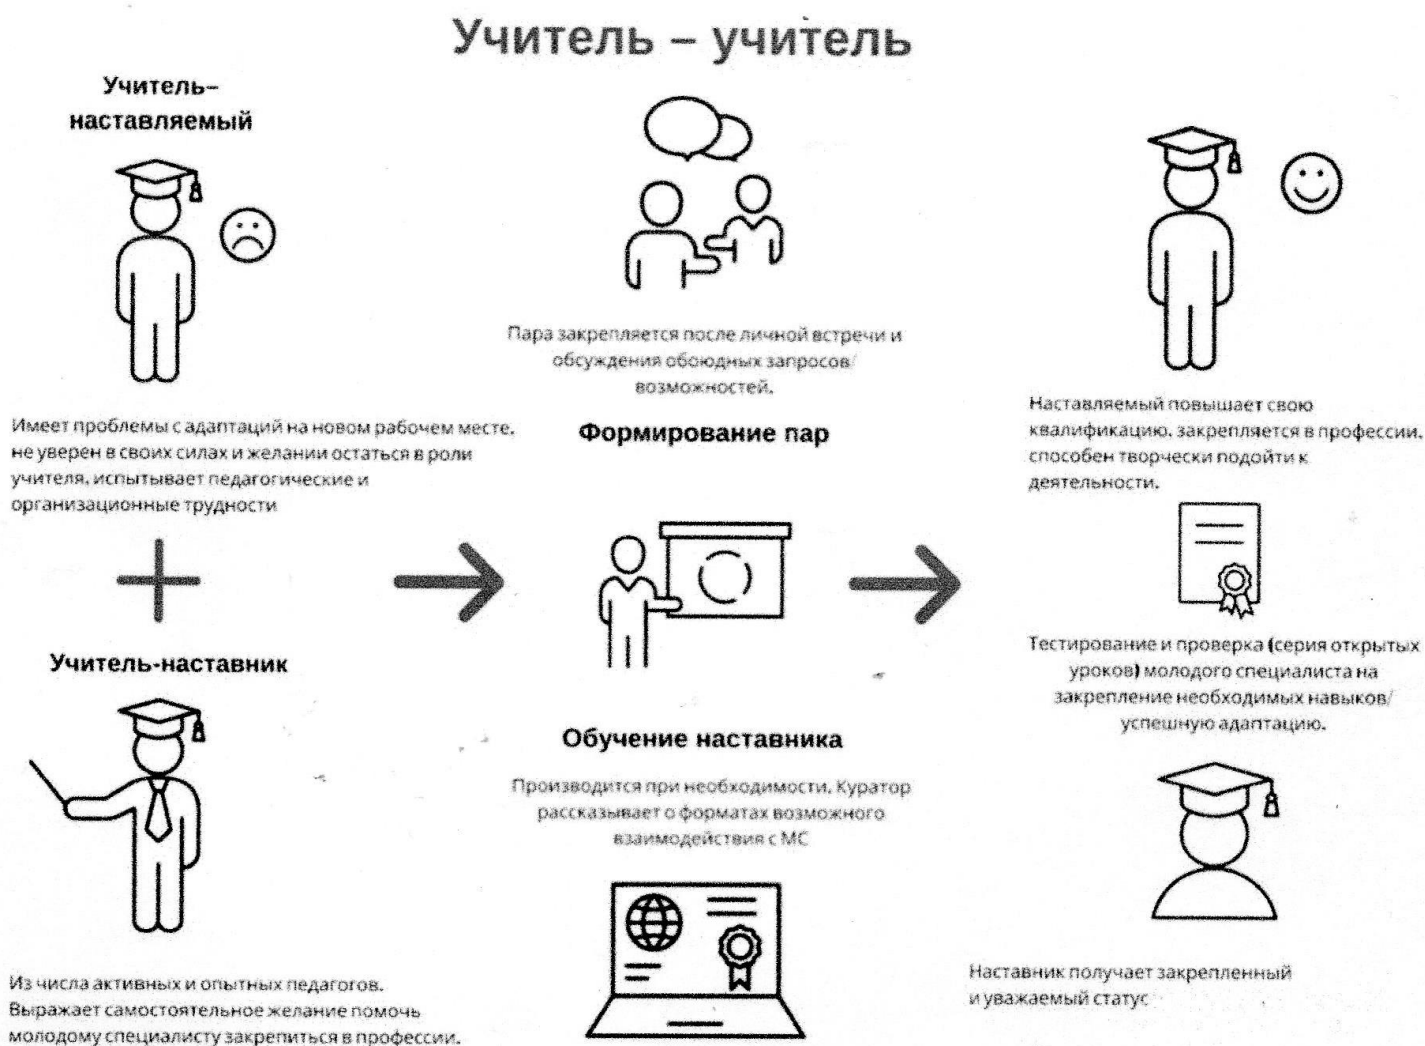 Учитель – учитель
Учитель–
наставляемый
Имеет проблемы с адаптаций на новом рабочем месте.
не уверен в своих силах и желании остаться в роли
учителя, испытывает педагогические и
организационные трудности
Учитель-наставник
Из числа активных и опытных педагогов.
Выражает самостоятельное желание помочь
молодому специалисту закрепиться в профессии.
Пара закрепляется после личной встречи и
обсуждения обоюдных запросов/
возможностей.
Формирование пар
Обучение наставника
Производится при необходимости. Куратор
рассказывает о форматах возможного
взаимодействия с МС
Наставляемый повышает свою
квалификацию, закрепляется в профессии.
способен творчески подойти к
деятельности.
Тестирование и проверка (серия открытых
уроков) молодого специалиста на
закрепление необходимых навыков/
успешную адаптацию.
Наставник получает закрепленный
и уважаемый статус